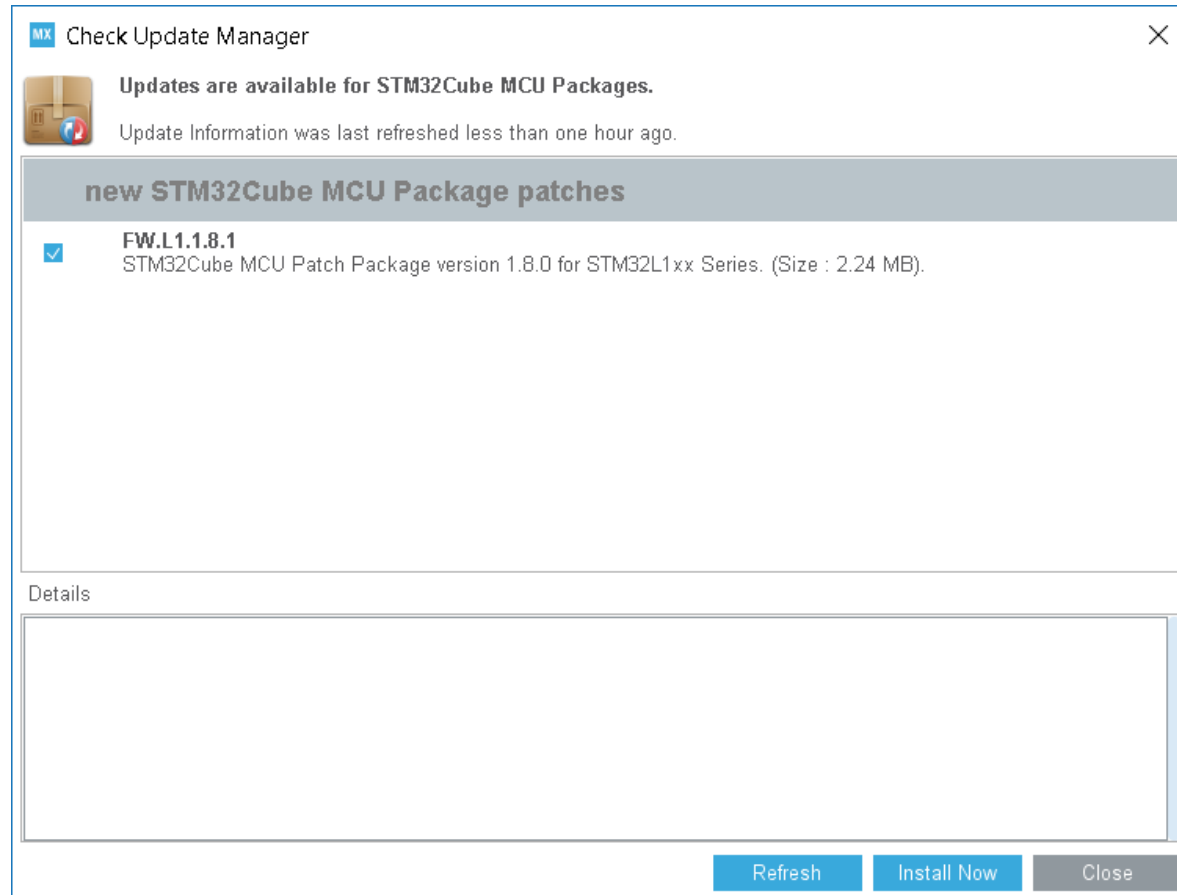 MX Check Update Manager
Updates are available for STM32Cube MCU Packages.
Update Information was last refreshed less than one hour ago.
new STM32Cube MCU Package patches
FW.L1.1.8.1
STM32Cube MCU Patch Package version 1.8.0 for STM32L1xx Series. (Size : 2.24 MB).
Details
Refresh Install Now Close